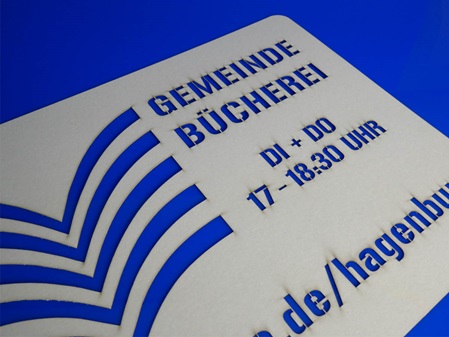 GEMEINDE
BÜCHEREI
DI + DO
17-18:30 UHR
.de/hagenbu